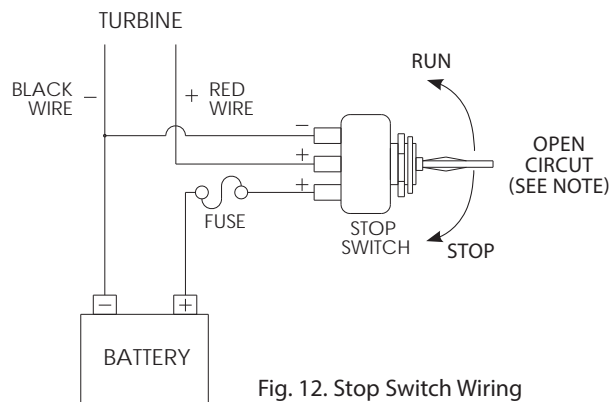 TURBINE
RUN
BLACK
WIRE
−
+
RED
WIRE
−
+
+
OPEN
CIRCUT
(SEE NOTE)
FUSE
STOP
SWITCH
STOP
−
+
BATTERY
Fig. 12. Stop Switch Wiring